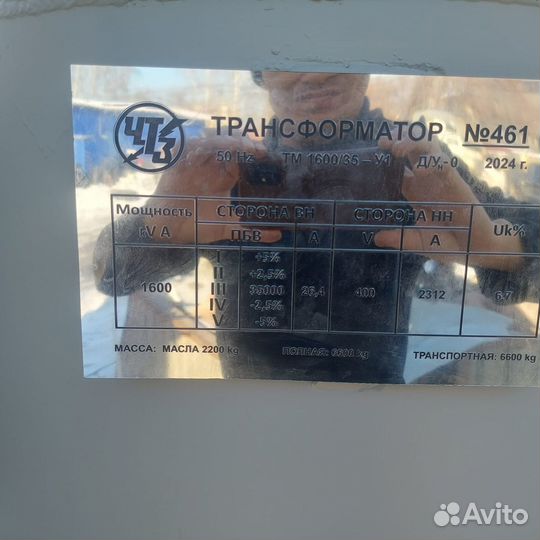 ЧТЗ
ТРАНСФОРМАТОР №461
50 Hz ТМ 1600/35 – У1 Д/Ун-0 2024 г.
Мощность СТОРОНА ВН СТОРОНА НН Uk%
kV A ПБВ А V А
I +5%
II +2,5%
1600 III 35000 26,4 400 2312 6.7
IV -2,5%
V -5%
МАССА: МАСЛА 2200 kg ПОЛНАЯ: 6600 kg ТРАНСПОРТНАЯ: 6600 kg
Avito